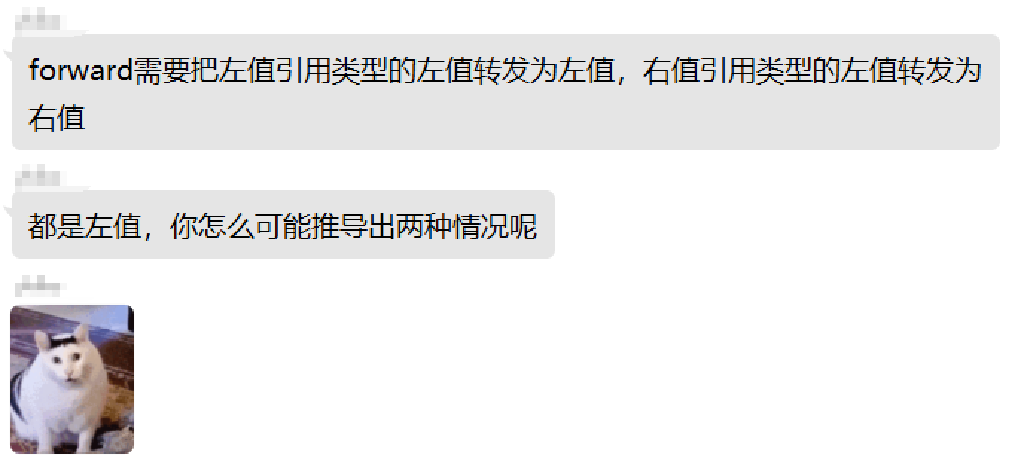 forward需要把左值引用类型的左值转发为左值，右值引用类型的左值转发为
右值
都是左值，你怎么可能推导出两种情况呢